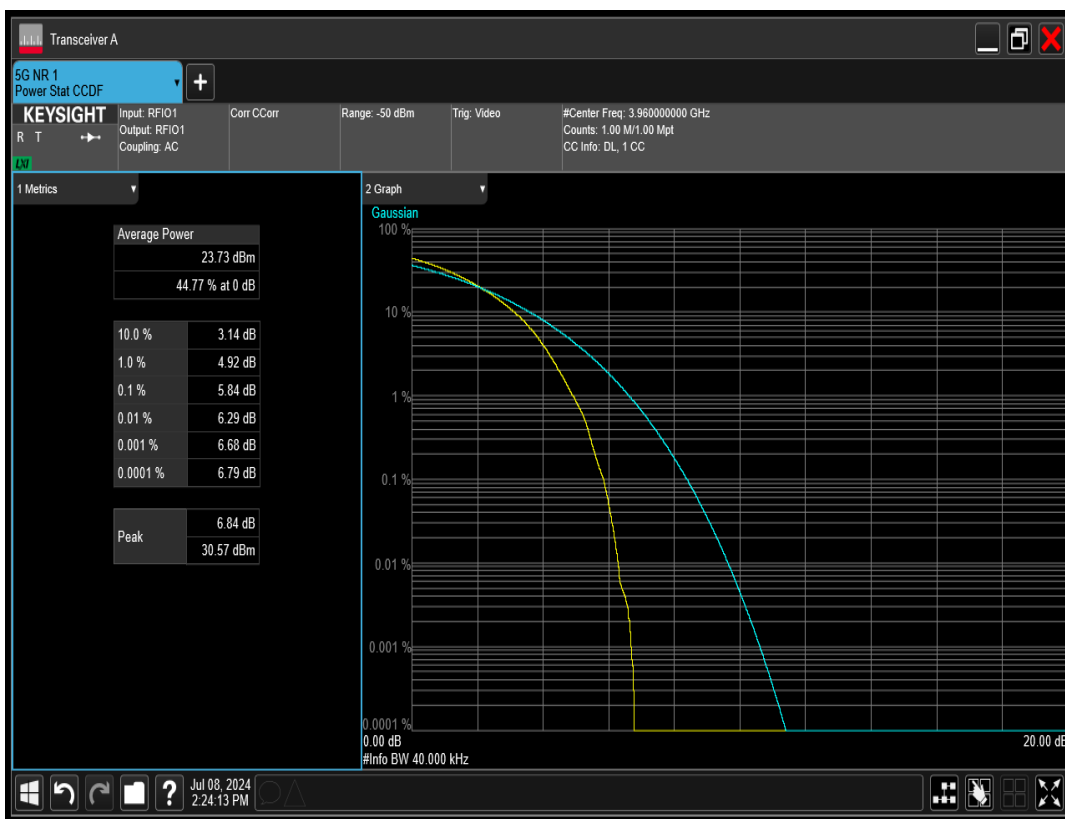 Transceiver A
5G NR 1
Power Stat CCDF
+
KEYSIGHT
R T
LXI
Input: RFIO1
Output: RFIO1
Coupling: AC
Corr CCorr
Range: -50 dBm
Trig: Video
#Center Freq: 3.960000000 GHz
Counts: 1.00 M/1.00 Mpt
CC Info: DL, 1 CC
1 Metrics
Average Power
23.73 dBm
44.77 % at 0 dB
10.0 % 3.14 dB
1.0 % 4.92 dB
0.1 % 5.84 dB
0.01 % 6.29 dB
0.001 % 6.68 dB
0.0001 % 6.79 dB
Peak 6.84 dB
30.57 dBm
2 Graph
Gaussian
100 %
10 %
1 %
0.1 %
0.01 %
0.001 %
0.0001 %
0.00 dB
20.00 dB
#Info BW 40.000 kHz
?
Jul 08, 2024
2:24:13 PM